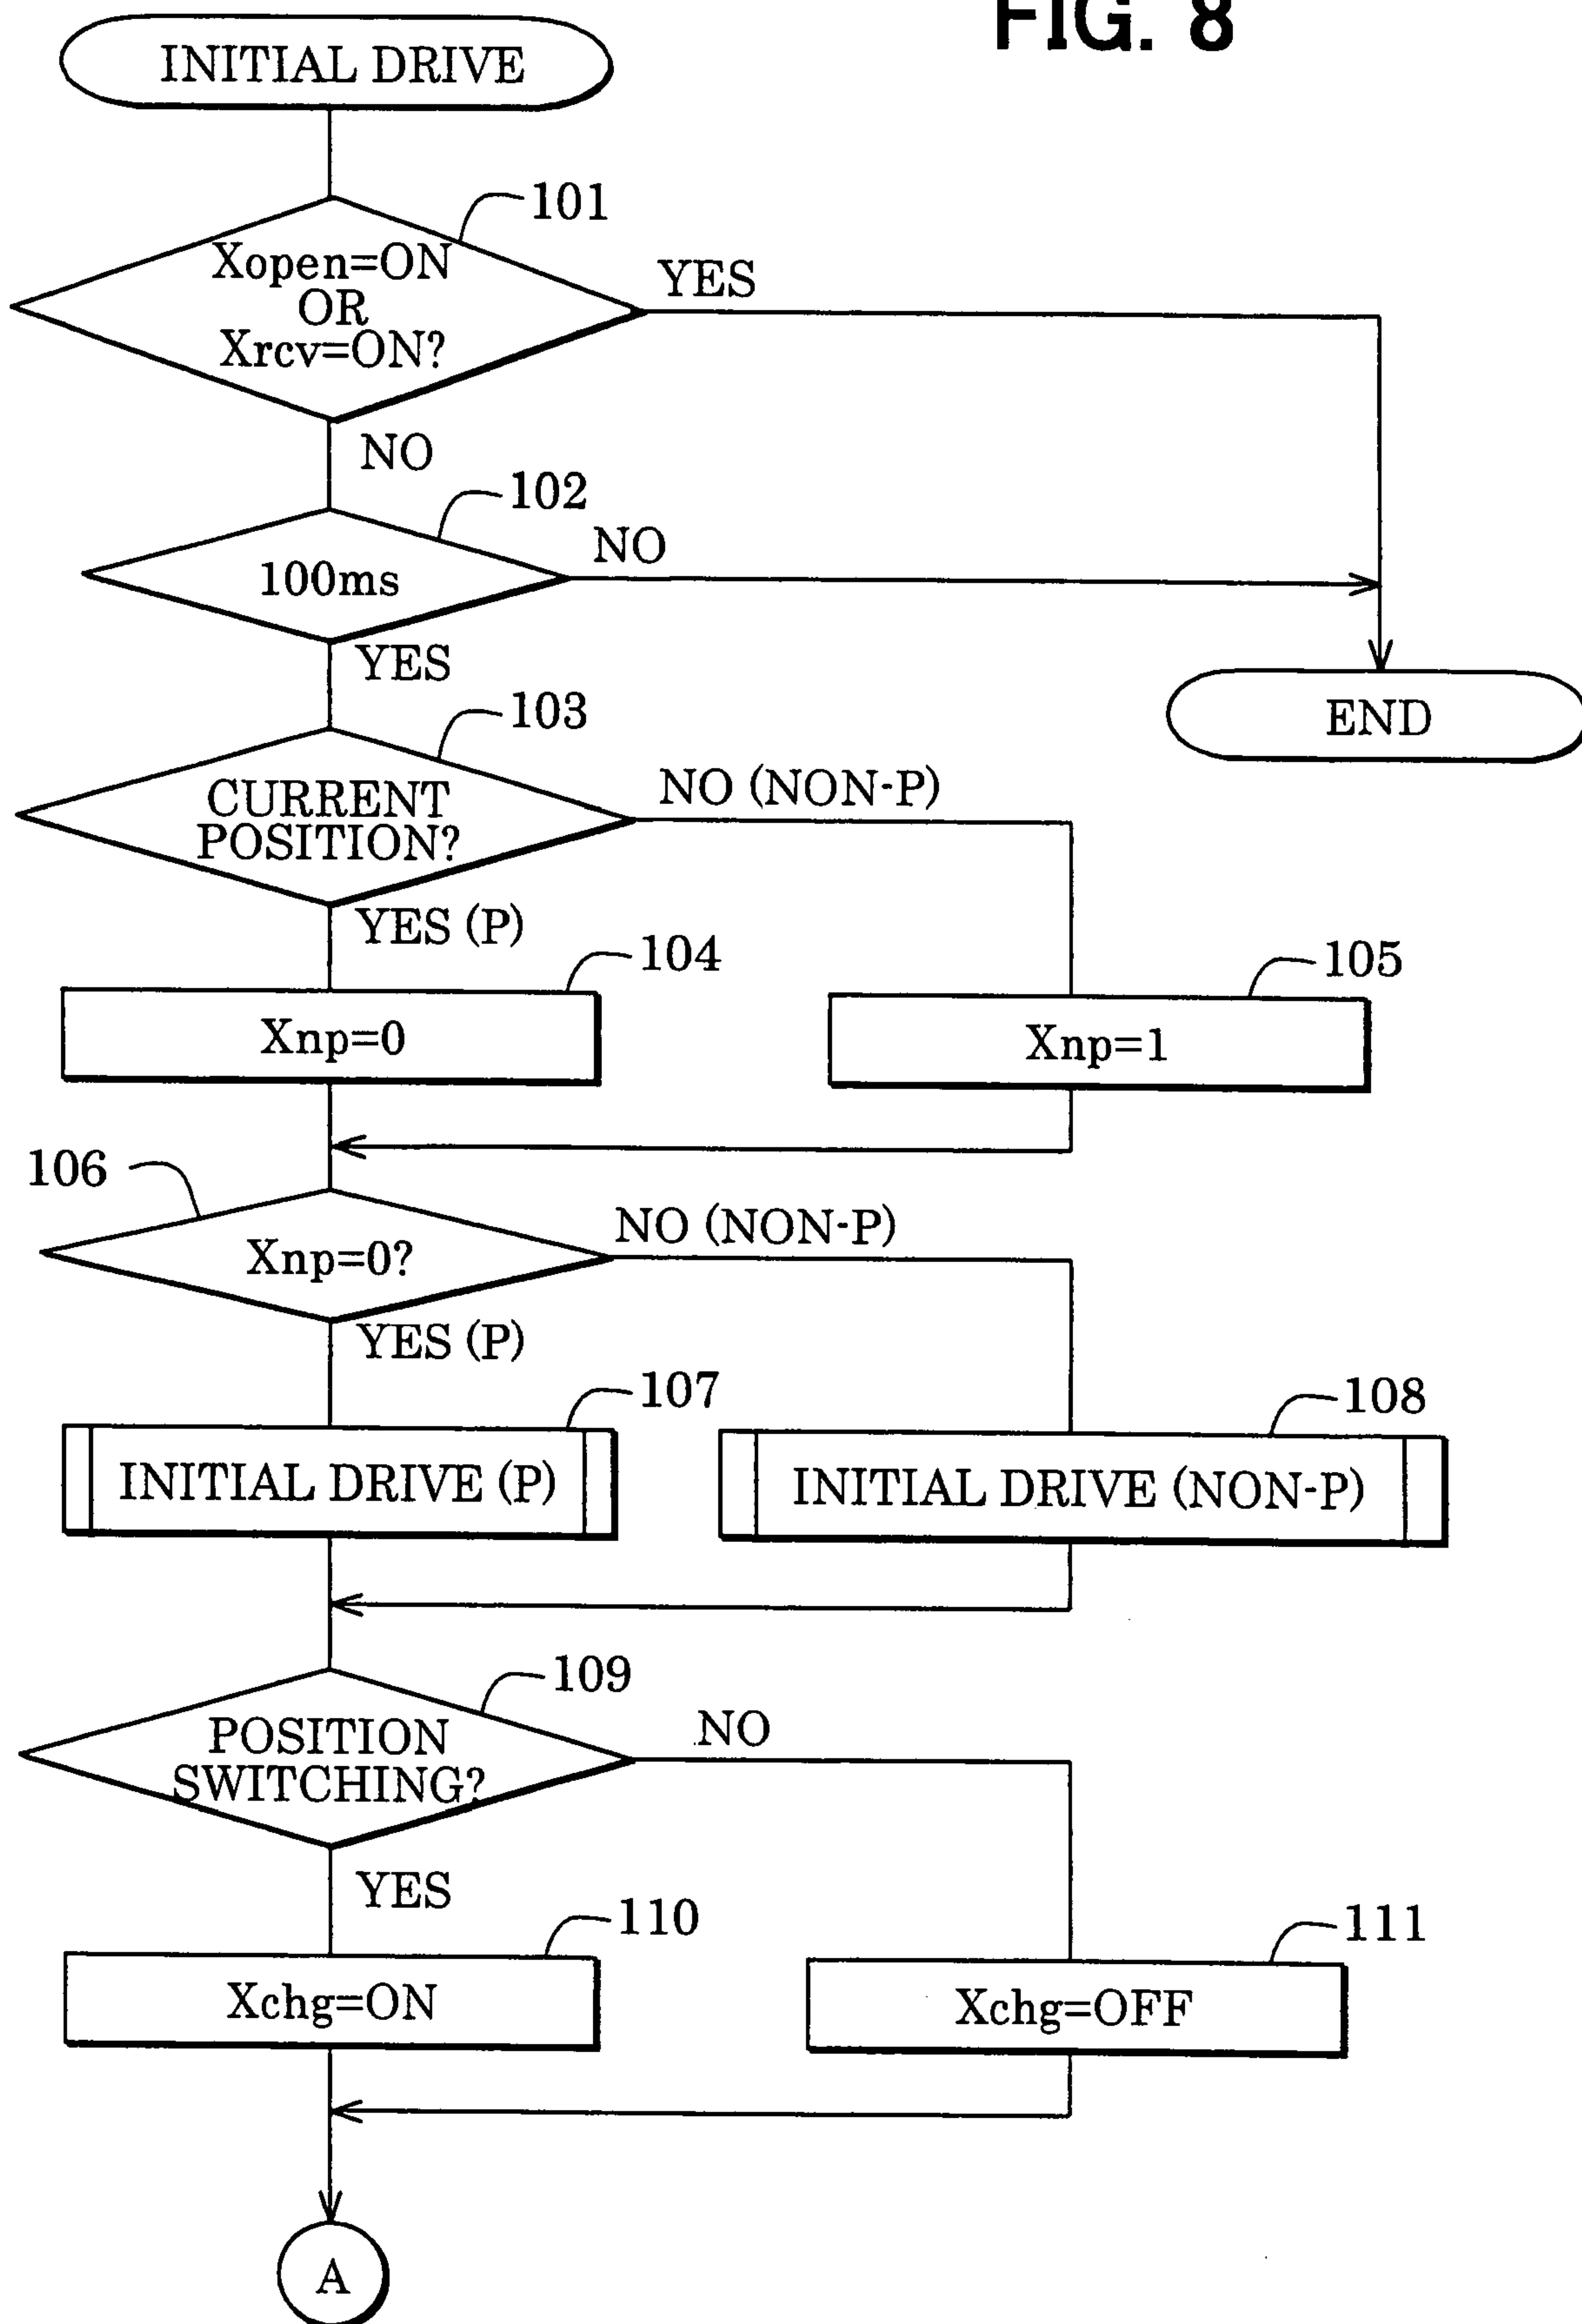 FIG. 8
INITIAL DRIVE
101
Xopen=ON
OR
Xrcv=ON?
YES
NO
102
100ms
NO
YES
END
103
CURRENT
POSITION?
NO (NON-P)
YES (P)
104
Xnp=0
105
Xnp=1
106
Xnp=0?
NO (NON-P)
YES (P)
107
INITIAL DRIVE (P)
108
INITIAL DRIVE (NON-P)
109
POSITION
SWITCHING?
NO
YES
110
Xchg=ON
111
Xchg=OFF
A